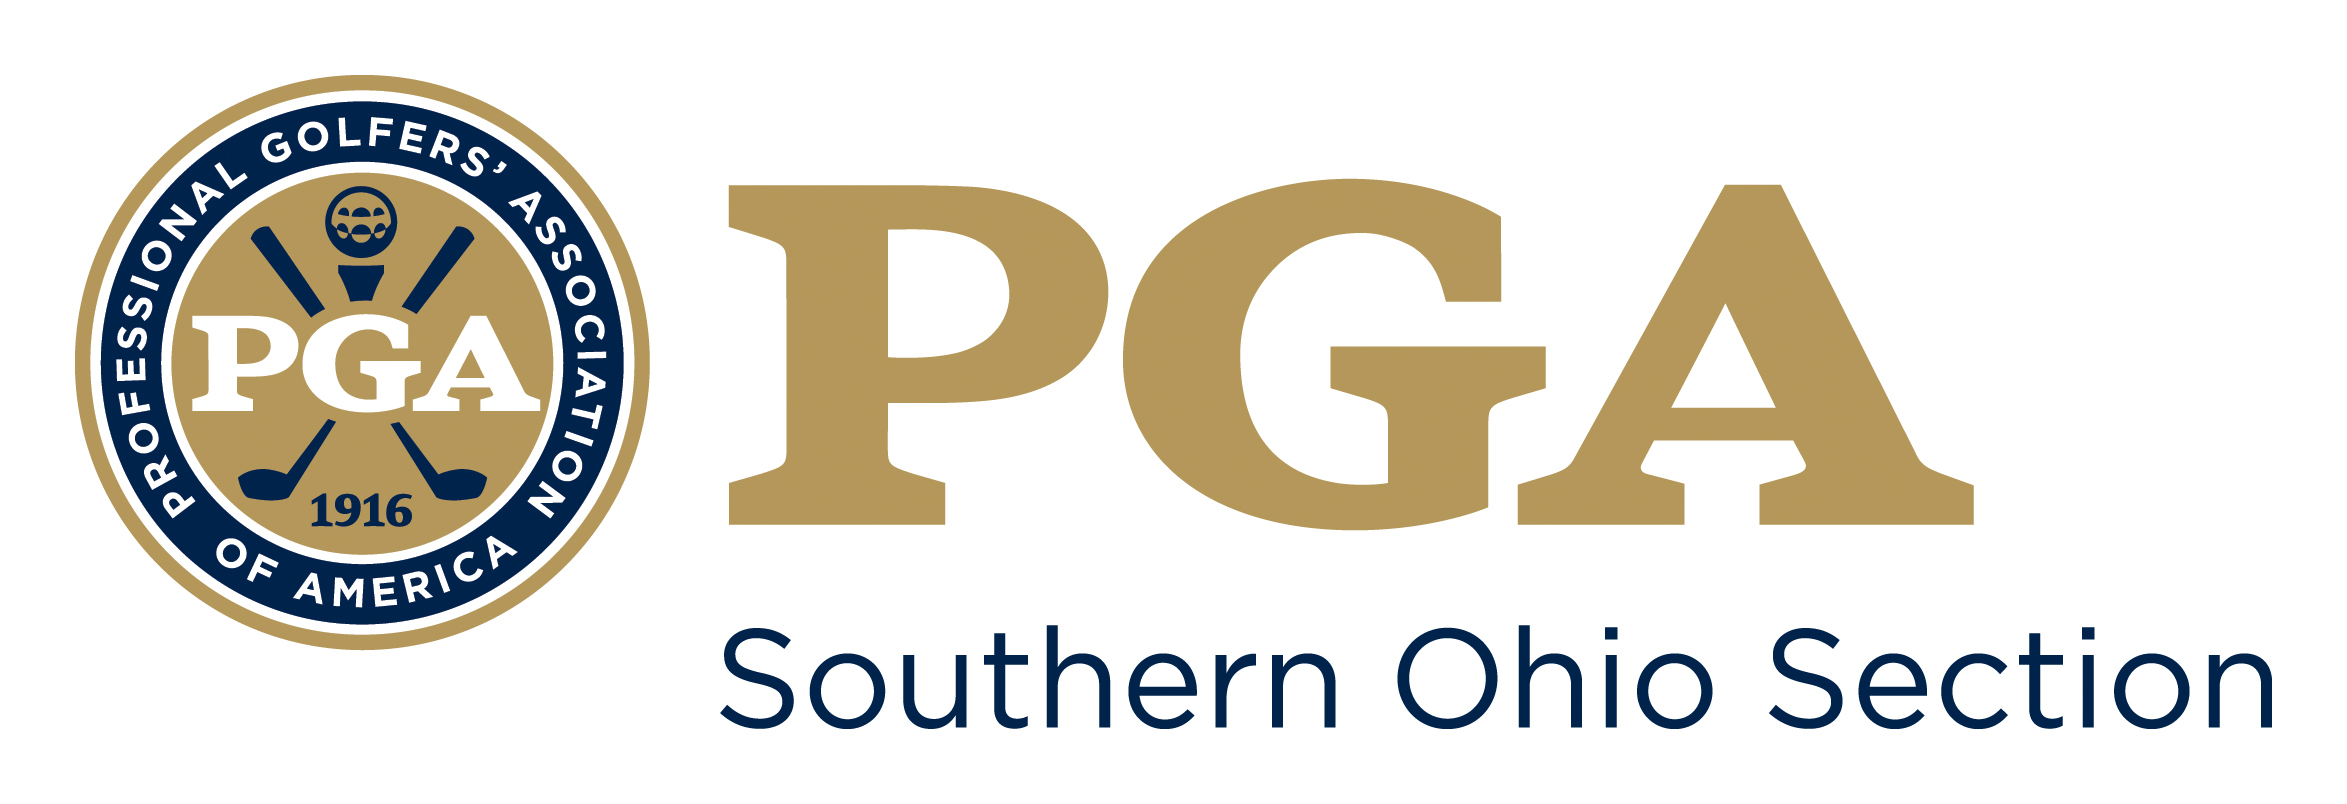 PROFESSIONAL GOLFERS’ ASSOCIATION
OF AMERICA
PGA
1916
PGA
Southern Ohio Section